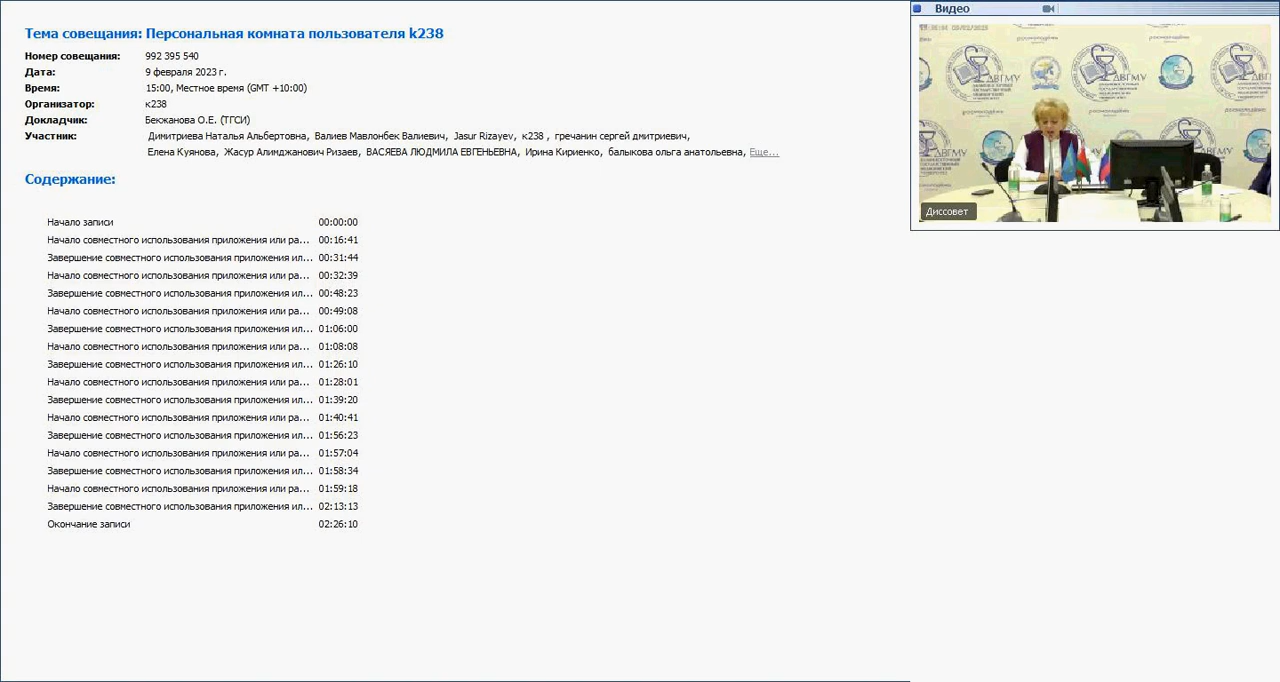 Тема совещания: Персональная комната пользователя k238
Номер совещания: 992 395 540
Дата: 9 февраля 2023 г.
Время: 15:00, Местное время (GMT +10:00)
Организатор: к238
Докладчик: Бекжанова О.Е. (ТГСИ)
Участник: Димитриева Наталья Альбертовна, Валиев Мавлонбек Валиевич, Jasur Rizayev, к238 , гречанин сергей дмитриевич,
Елена Куянова, Жасур Алимджанович Ризаев, ВАСЯЕВА ЛЮДМИЛА ЕВГЕНЬЕВНА, Ирина Кириенко, балыкова ольга анатольевна, Еще...
Содержание:
Начало записи 00:00:00
Начало совместного использования приложения или ра... 00:16:41
Завершение совместного использования приложения ил... 00:31:44
Начало совместного использования приложения или ра... 00:32:39
Завершение совместного использования приложения ил... 00:48:23
Начало совместного использования приложения или ра... 00:49:08
Завершение совместного использования приложения ил... 01:06:00
Начало совместного использования приложения или ра... 01:08:08
Завершение совместного использования приложения ил... 01:26:10
Начало совместного использования приложения или ра... 01:28:01
Завершение совместного использования приложения ил... 01:39:20
Начало совместного использования приложения или ра... 01:40:41
Завершение совместного использования приложения ил... 01:56:23
Начало совместного использования приложения или ра... 01:57:04
Завершение совместного использования приложения ил... 01:58:34
Начало совместного использования приложения или ра... 01:59:18
Завершение совместного использования приложения ил... 02:13:13
Окончание записи 02:26:10
Видео
ДВГМУ
ДВГМУ
ДВГМУ
Диссовет